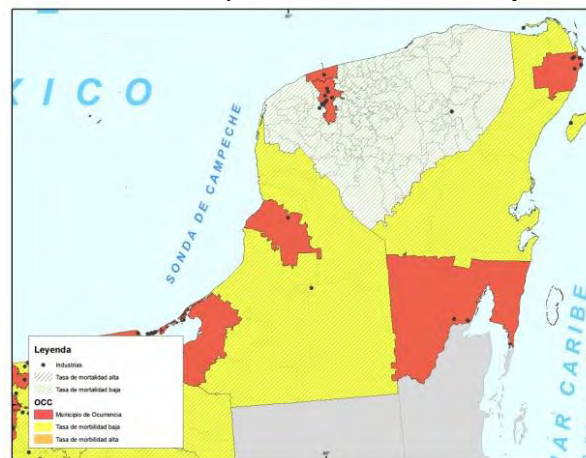 XICO
SONDA DE CAMPECHE
MAR CARIBE
Leyenda
Industrias
Tasa de mortalidad alta
Tasa de mortalidad baja
OCC
Municipio de Ocurrencia
Tasa de morbilidad baja
Tasa de morbilidad alta